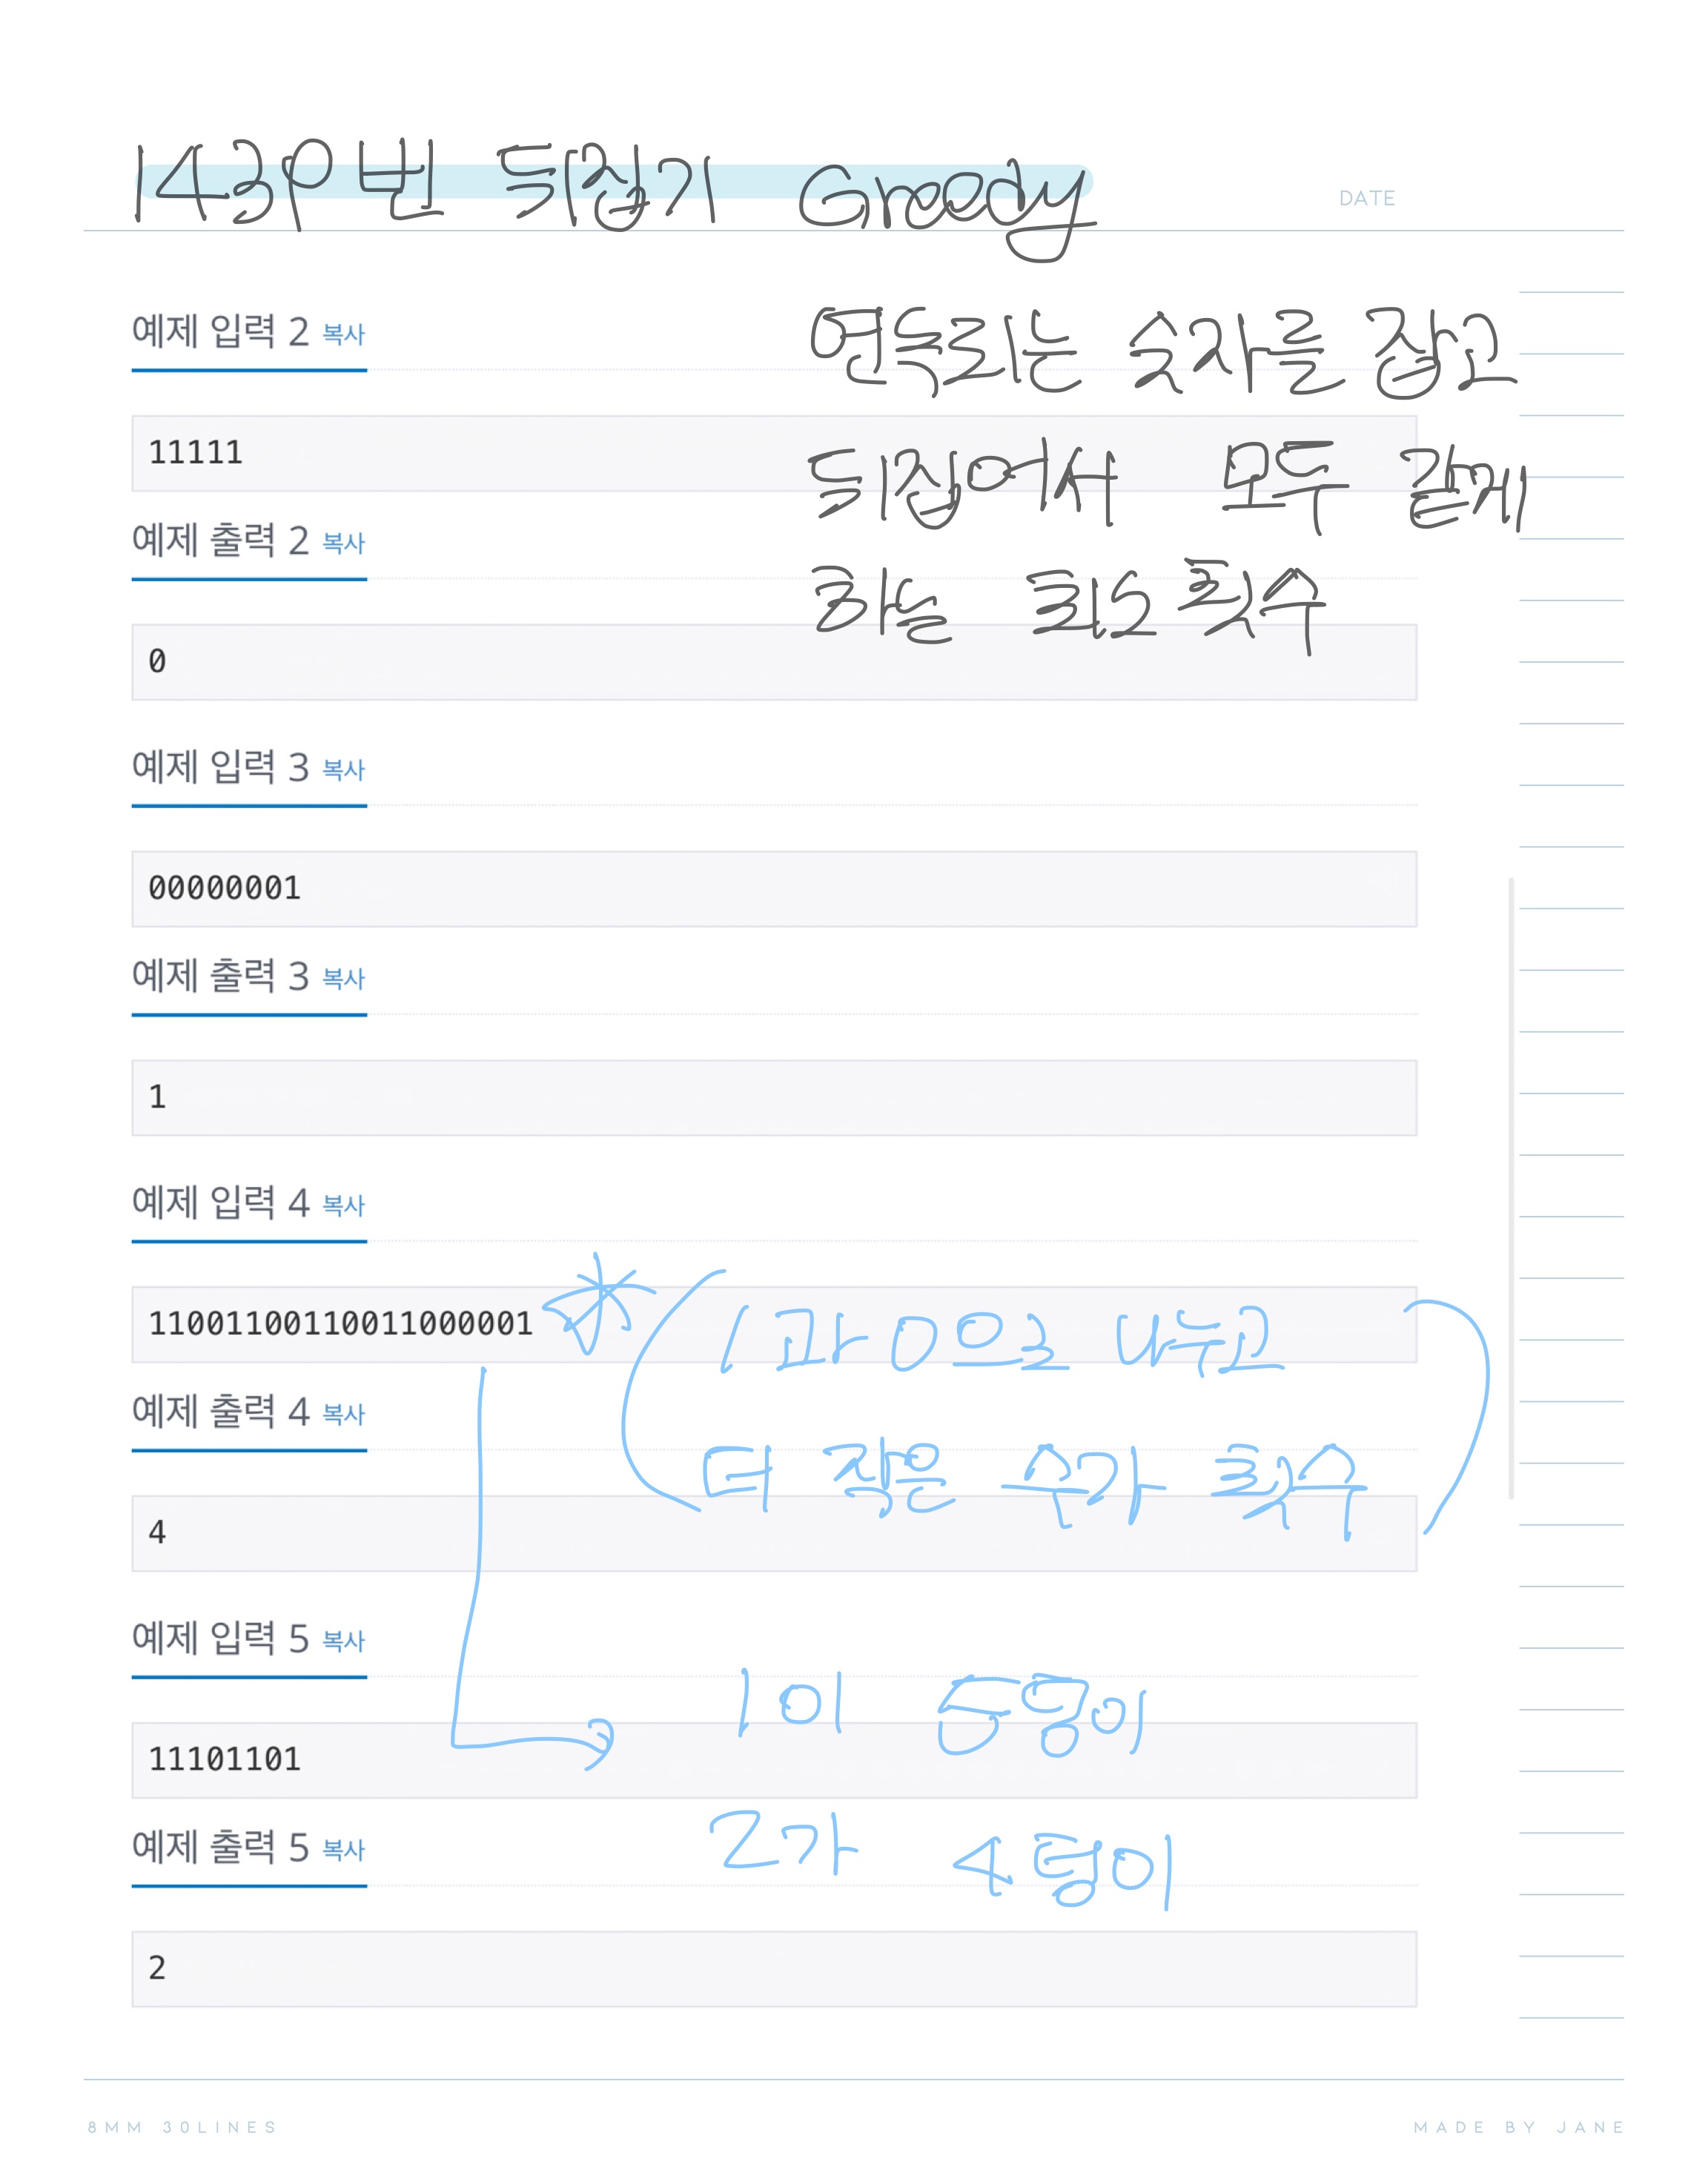 1439번 뒤집기 Greedy
DATE
연속되는 숫자를 잡고
뒤집어서 모두 같게
하는 최소횟수
예제 입력 2 복사
11111
예제 출력 2 복사
0
예제 입력 3 복사
00000001
예제 출력 3 복사
1
예제 입력 4 복사
11001100110011000001
1과 0으로 나누고
더 적은 수가 횟수
예제 출력 4 복사
4
예제 입력 5 복사
1이 5덩이
11101101
예제 출력 5 복사
2가 4덩이
2
8MM 30LINES
MADE BY JANE